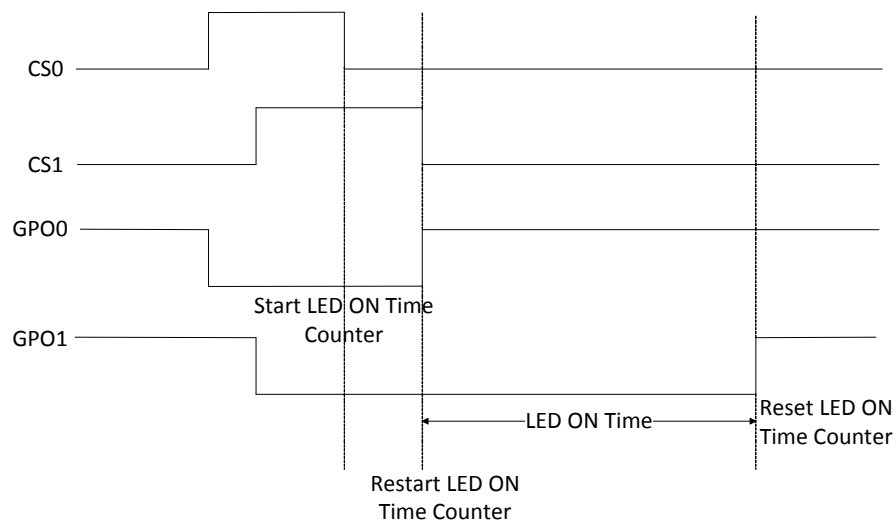 CS0
CS1
GPO0
Start LED ON Time
Counter
GPO1
LED ON Time
Reset LED ON
Time Counter
Restart LED ON
Time Counter